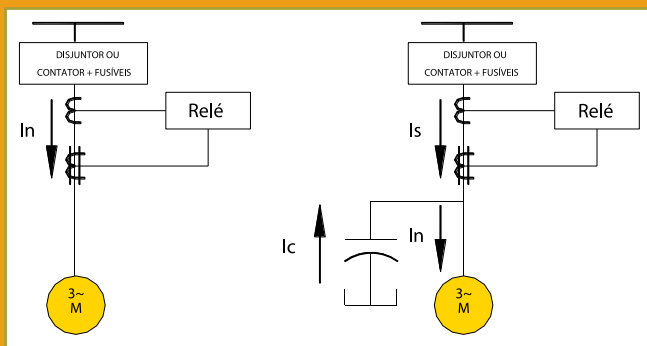 DISJUNTOR OU
CONTATOR + FUSÍVEIS
Relé
In
3~
M
DISJUNTOR OU
CONTATOR + FUSÍVEIS
Relé
Is
Ic
In
3~
M